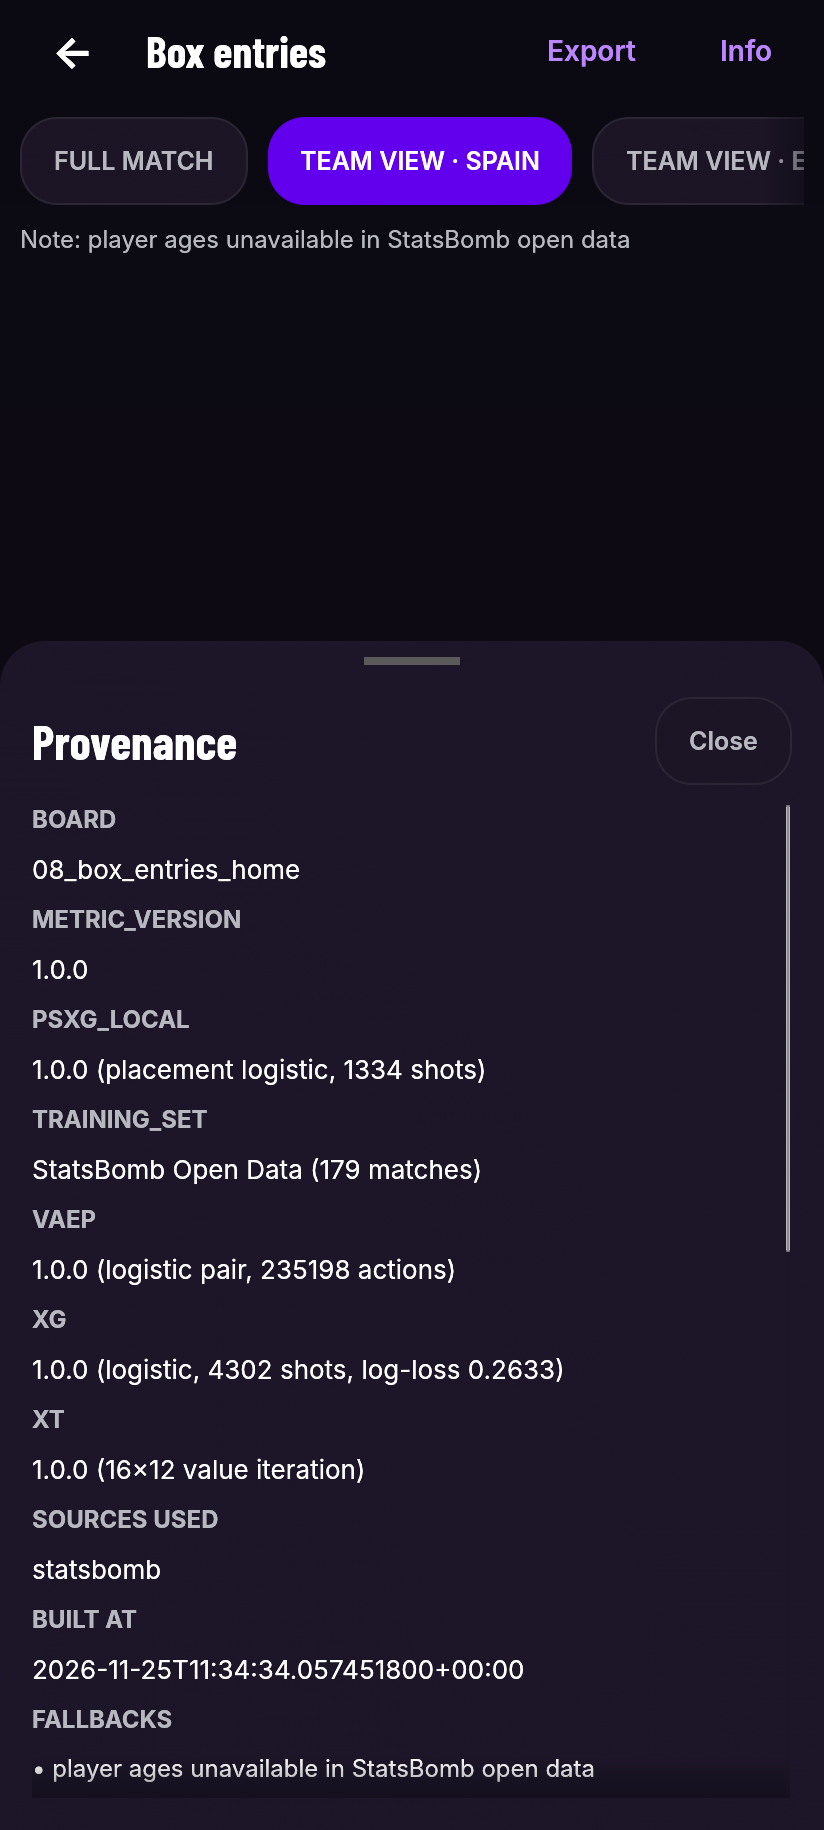 Box entries
Export
Info
FULL MATCH
TEAM VIEW · SPAIN
TEAM VIEW · E
Note: player ages unavailable in StatsBomb open data
Provenance
Close
BOARD
08_box_entries_home
METRIC_VERSION
1.0.0
PSXG_LOCAL
1.0.0 (placement logistic, 1334 shots)
TRAINING_SET
StatsBomb Open Data (179 matches)
VAEP
1.0.0 (logistic pair, 235198 actions)
XG
1.0.0 (logistic, 4302 shots, log-loss 0.2633)
XT
1.0.0 (16×12 value iteration)
SOURCES USED
statsbomb
BUILT AT
2026-11-25T11:34:34.057451800+00:00
FALLBACKS
• player ages unavailable in StatsBomb open data